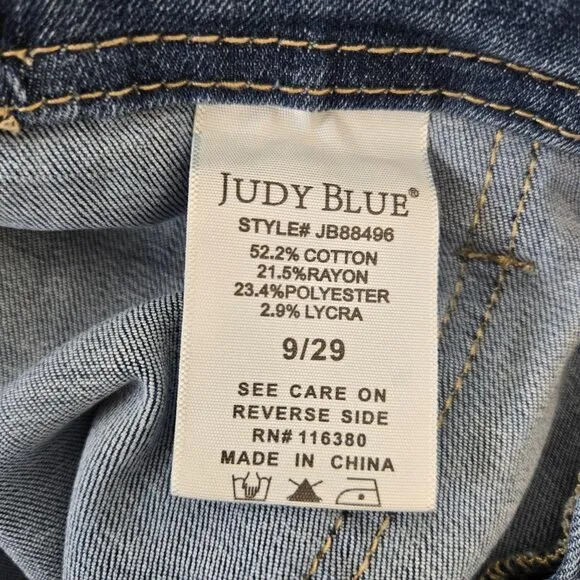 JUDY BLUE®
STYLE# JB88496
52.2% COTTON
21.5%RAYON
23.4%POLYESTER
2.9% LYCRA
9/29
SEE CARE ON
REVERSE SIDE
RN# 116380
MADE IN CHINA